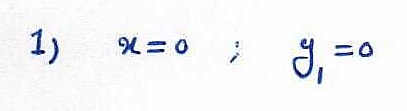 1) x=0 ; y₁=0